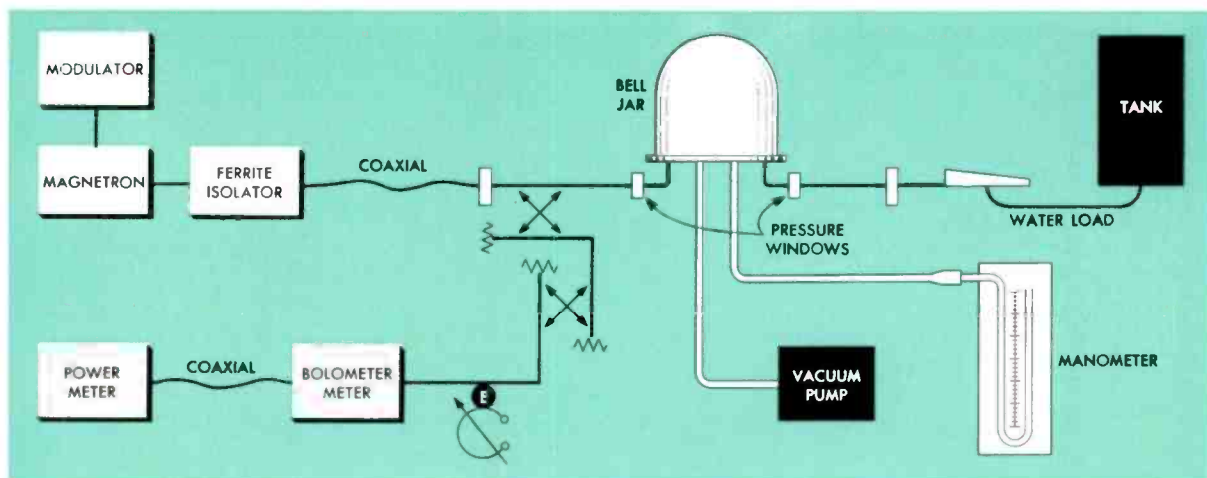 MODULATOR
MAGNETRON
FERRITE
ISOLATOR
COAXIAL
BELL
JAR
PRESSURE
WINDOWS
WATER LOAD
TANK
POWER
METER
COAXIAL
BOLOMETER
METER
E
VACUUM
PUMP
MANOMETER